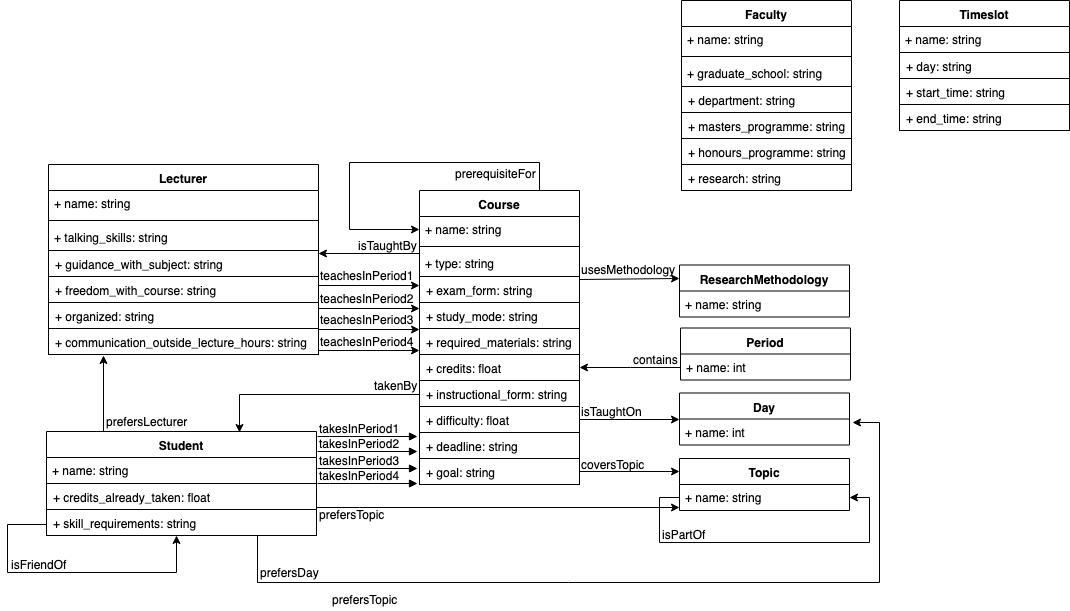 Faculty
+ name: string
+ graduate_school: string
+ department: string
+ masters_programme: string
+ honours_programme: string
+ research: string
Timeslot
+ name: string
+ day: string
+ start_time: string
+ end_time: string
Lecturer
+ name: string
+ talking_skills: string
+ guidance_with_subject: string
+ freedom_with_course: string
+ organized: string
+ communication_outside_lecture_hours: string
prerequisiteFor
Course
+ name: string
+ type: string
+ exam_form: string
+ study_mode: string
+ required_materials: string
+ credits: float
+ instructional_form: string
+ difficulty: float
+ deadline: string
+ goal: string
isTaughtBy
teachesInPeriod1
teachesInPeriod2
teachesInPeriod3
teachesInPeriod4
usesMethodology
ResearchMethodology
+ name: string
Period
+ name: int
contains
takenBy
isTaughtOn
Day
+ name: int
prefersLecturer
Student
+ name: string
+ credits_already_taken: float
+ skill_requirements: string
takesInPeriod1
takesInPeriod2
takesInPeriod3
takesInPeriod4
coversTopic
Topic
+ name: string
prefersTopic
isPartOf
isFriendOf
prefersDay
prefersTopic